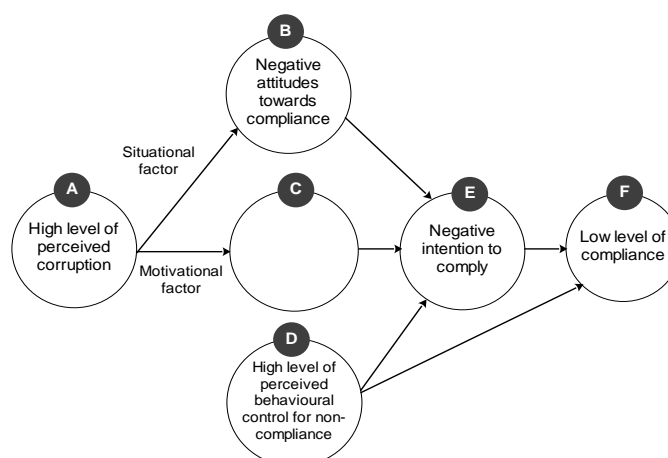 B
Negative
attitudes
towards
compliance
Situational
factor
A
High level of
perceived
corruption
Motivational
factor
C
E
Negative
intention to
comply
F
Low level of
compliance
D
High level of
perceived
behavioural
control for non-
compliance